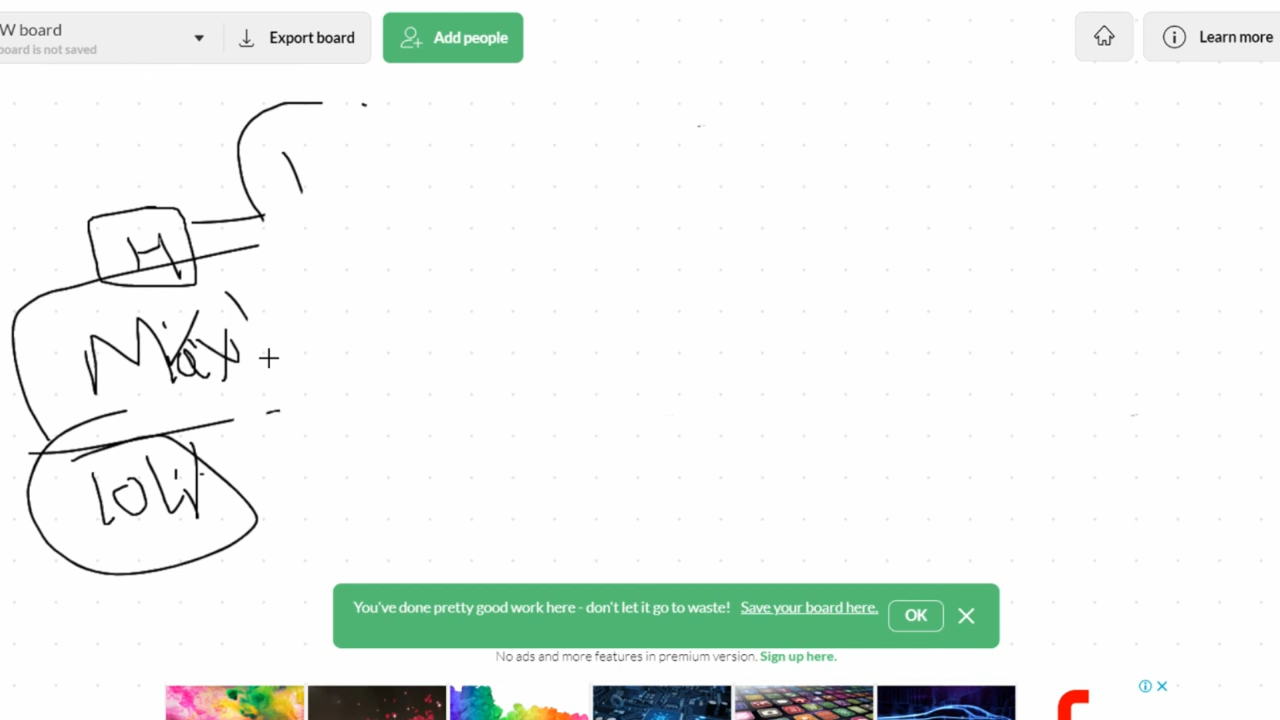 W board
Export board
Add people
Learn more
board is not saved
H
Max
You've done pretty good work here - don't let it go to waste! Save your board here.
OK
No ads and more features in premium version. Sign up here.